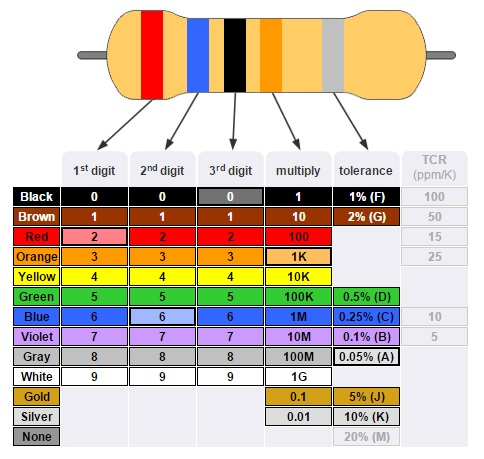 1st digit 2nd digit 3rd digit multiply tolerance TCR
(ppm/K)
Black 0 0 0 1 1% (F) 100
Brown 1 1 1 10 2% (G) 50
Red 2 2 2 100 15
Orange 3 3 3 1K 25
Yellow 4 4 4 10K
Green 5 5 5 100K 0.5% (D)
Blue 6 6 6 1M 0.25% (C) 10
Violet 7 7 7 10M 0.1% (B) 5
Gray 8 8 8 100M 0.05% (A)
White 9 9 9 1G
Gold 0.1 5% (J)
Silver 0.01 10% (K)
None 20% (M)